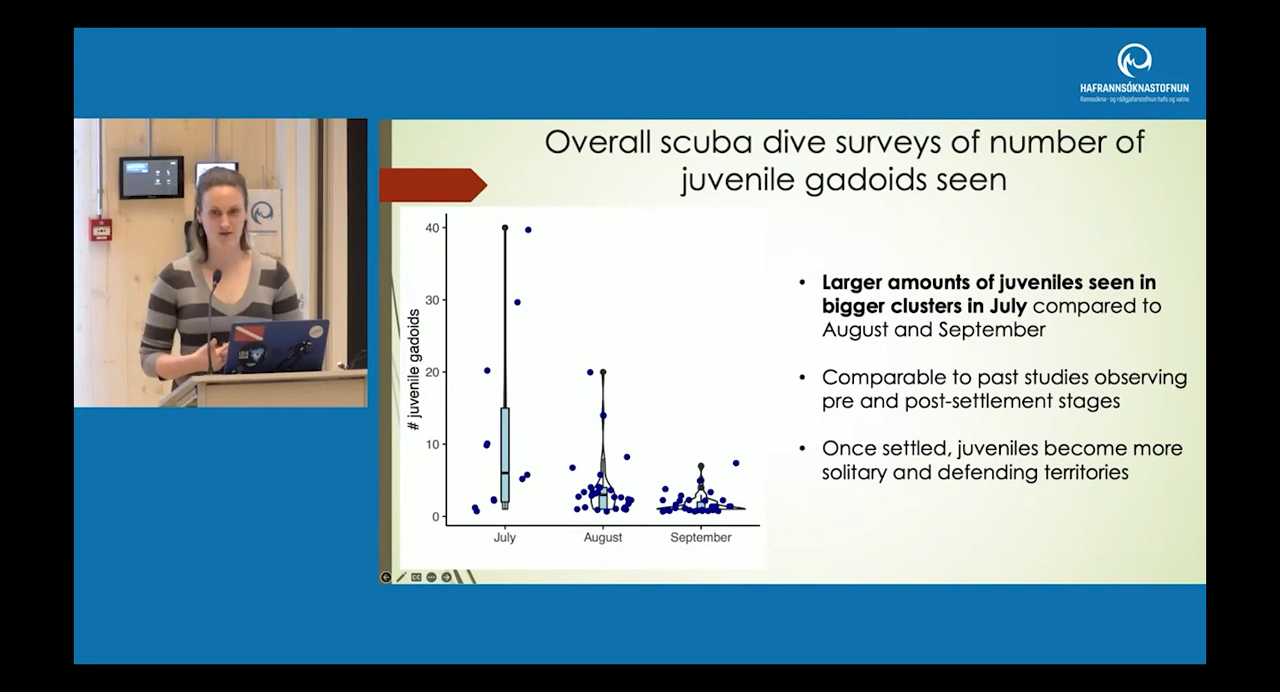 HAFRANNSÓKNASTOFNUN
Rannsókna- og ráðgjafarstofnun hafs og vatna
Overall scuba dive surveys of number of
juvenile gadoids seen
# juvenile gadoids
40
30
20
10
0
July
August
September
• Larger amounts of juveniles seen in
bigger clusters in July compared to
August and September
• Comparable to past studies observing
pre and post-settlement stages
• Once settled, juveniles become more
solitary and defending territories
CC